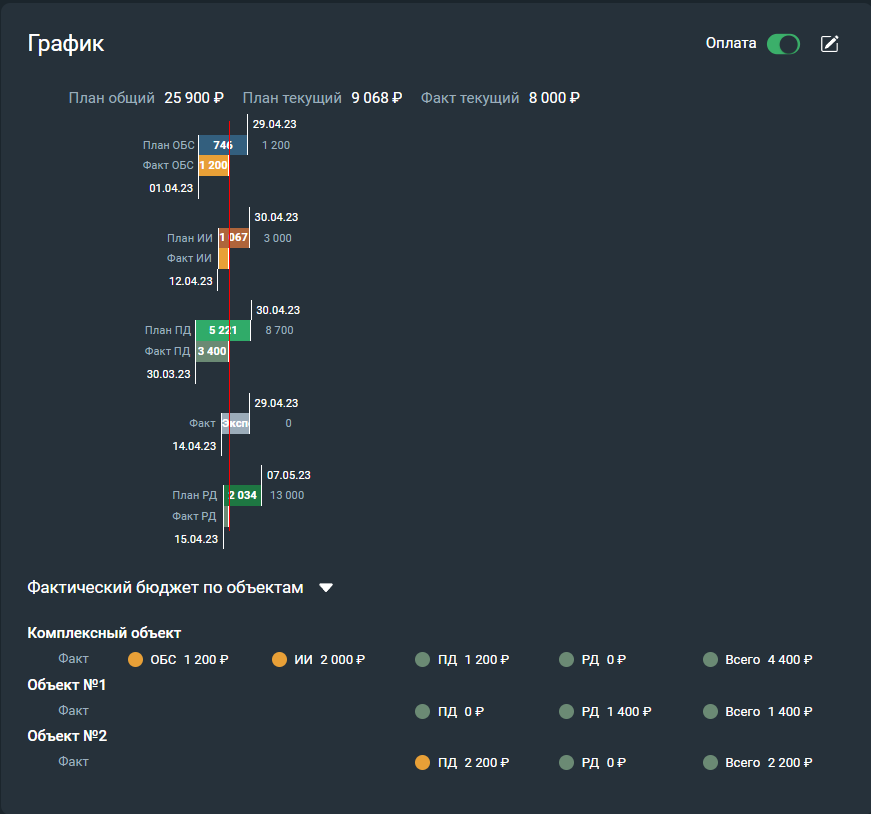 График
Оплата
План общий 25 900 ₽ План текущий 9 068 ₽ Факт текущий 8 000 ₽
29.04.23
План ОБС 746 1 200
Факт ОБС 1 200
01.04.23
30.04.23
План ИИ 1 067 3 000
Факт ИИ
12.04.23
30.04.23
План ПД 5 221 8 700
Факт ПД 3 400
30.03.23
29.04.23
Факт Эксп 0
14.04.23
07.05.23
План РД 2 034 13 000
Факт РД
15.04.23
Фактический бюджет по объектам
Комплексный объект
Факт ОБС 1 200 ₽ ИИ 2 000 ₽ ПД 1 200 ₽ РД 0 ₽ Всего 4 400 ₽
Объект №1
Факт ПД 0 ₽ РД 1 400 ₽ Всего 1 400 ₽
Объект №2
Факт ПД 2 200 ₽ РД 0 ₽ Всего 2 200 ₽